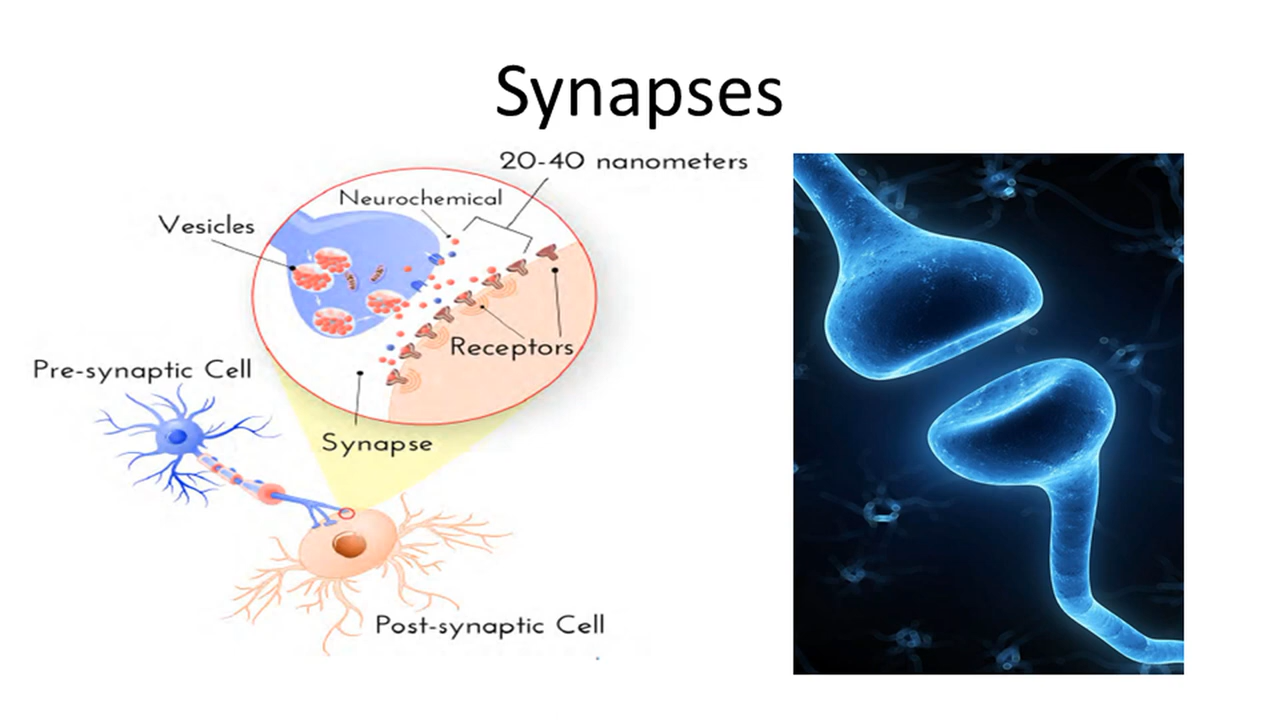 Synapses
20-40 nanometers
Neurochemical
Vesicles
Receptors
Pre-synaptic Cell
Synapse
Post-synaptic Cell